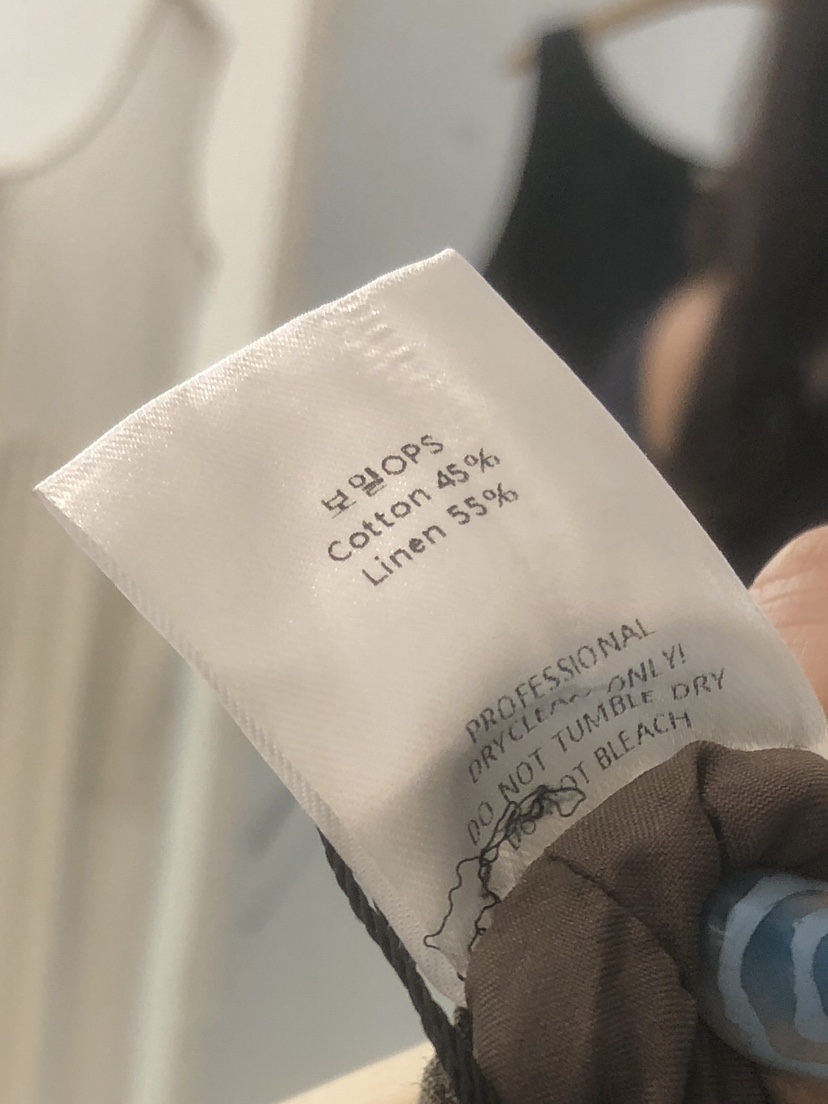 보일OPS
Cotton 45%
Linen 55%
PROFESSIONAL
DRYCLEAN ONLY!
DO NOT TUMBLE DRY
DO NOT BLEACH